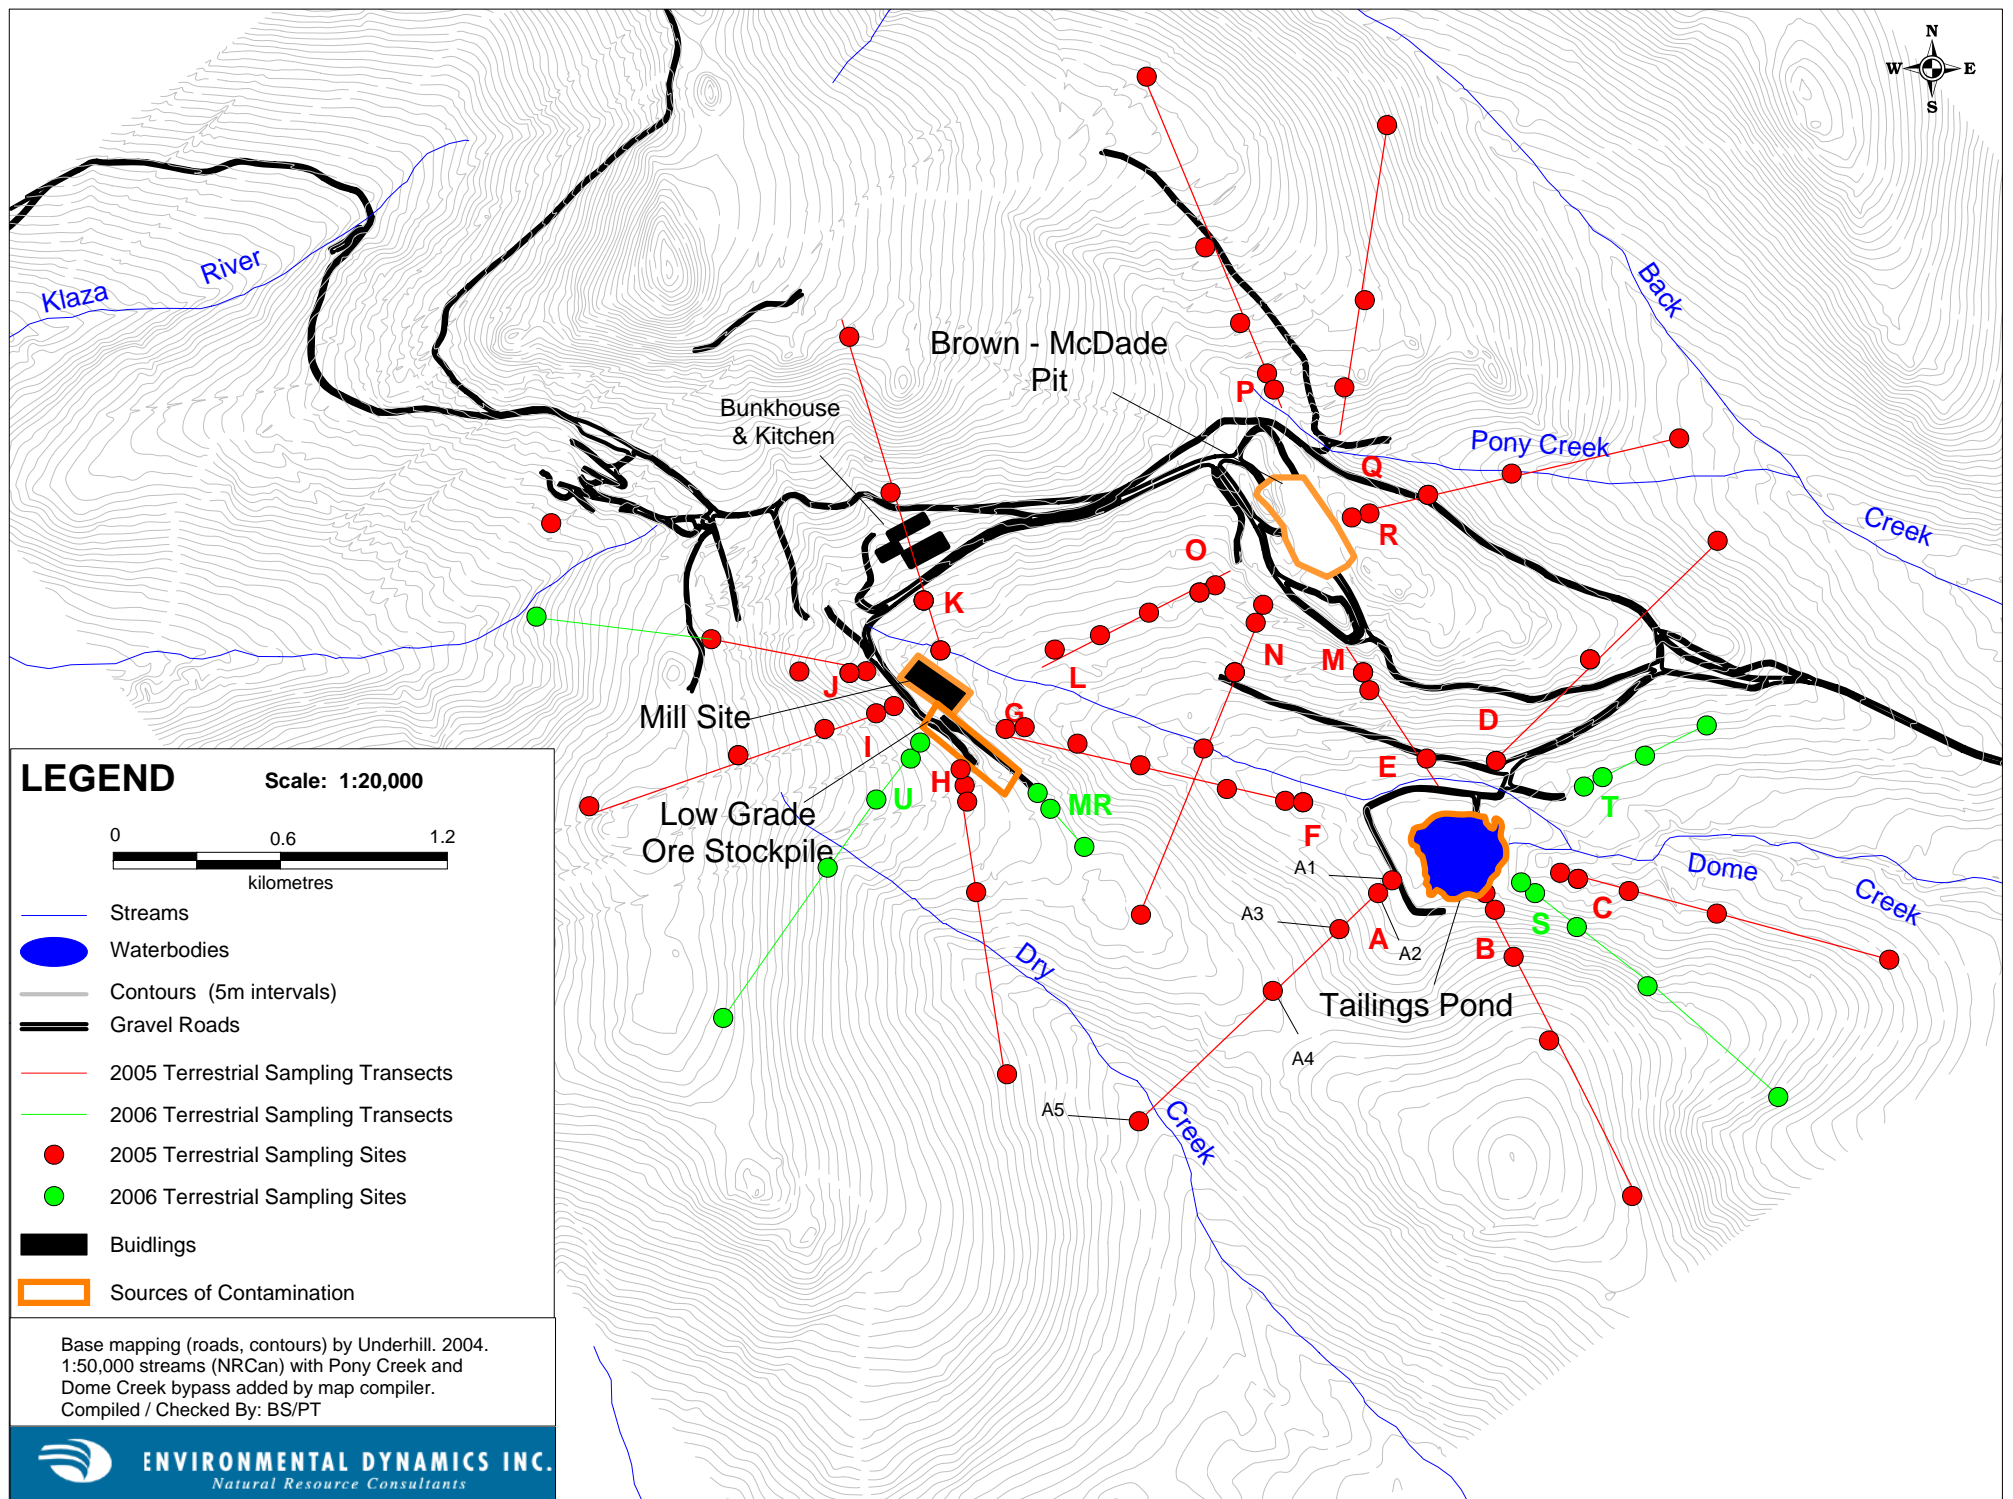 N
W E
S
Klaza
River
Back
Creek
Brown - McDade
Pit
Bunkhouse
& Kitchen
P
Pony Creek
Q
R
O
K
L
N
M
J
Mill Site
G
D
I
E
H
U
MR
T
F
Low Grade
Ore Stockpile
A1
Dome
Creek
A3
A
A2
B
S
C
Dry
Creek
Tailings Pond
A4
A5
LEGEND
Scale: 1:20,000
0 0.6 1.2
kilometres
Streams
Waterbodies
Contours (5m intervals)
Gravel Roads
2005 Terrestrial Sampling Transects
2006 Terrestrial Sampling Transects
2005 Terrestrial Sampling Sites
2006 Terrestrial Sampling Sites
Buidlings
Sources of Contamination
Base mapping (roads, contours) by Underhill. 2004.
1:50,000 streams (NRCan) with Pony Creek and
Dome Creek bypass added by map compiler.
Compiled / Checked By: BS/PT
ENVIRONMENTAL DYNAMICS INC.
Natural Resource Consultants